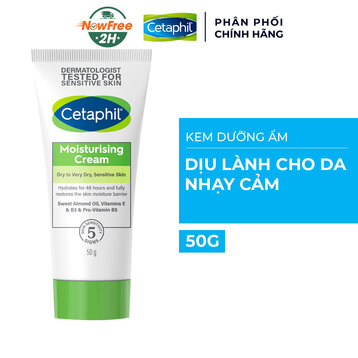 NowFree
2H
Cetaphil
PHÂN PHỐI
CHÍNH HÃNG
DERMATOLOGIST
TESTED FOR
SENSITIVE SKIN
Cetaphil
Moisturising
Cream
Dry to Very Dry, Sensitive Skin
Hydrates for 48 hours and fully
restores the skin moisture barrier
Sweet Almond Oil, Vitamins E
& B3 & Pro-Vitamin B5
5
SIGNS
50 g
KEM DƯỠNG ẨM
DỊU LÀNH CHO DA
NHẠY CẢM
50G